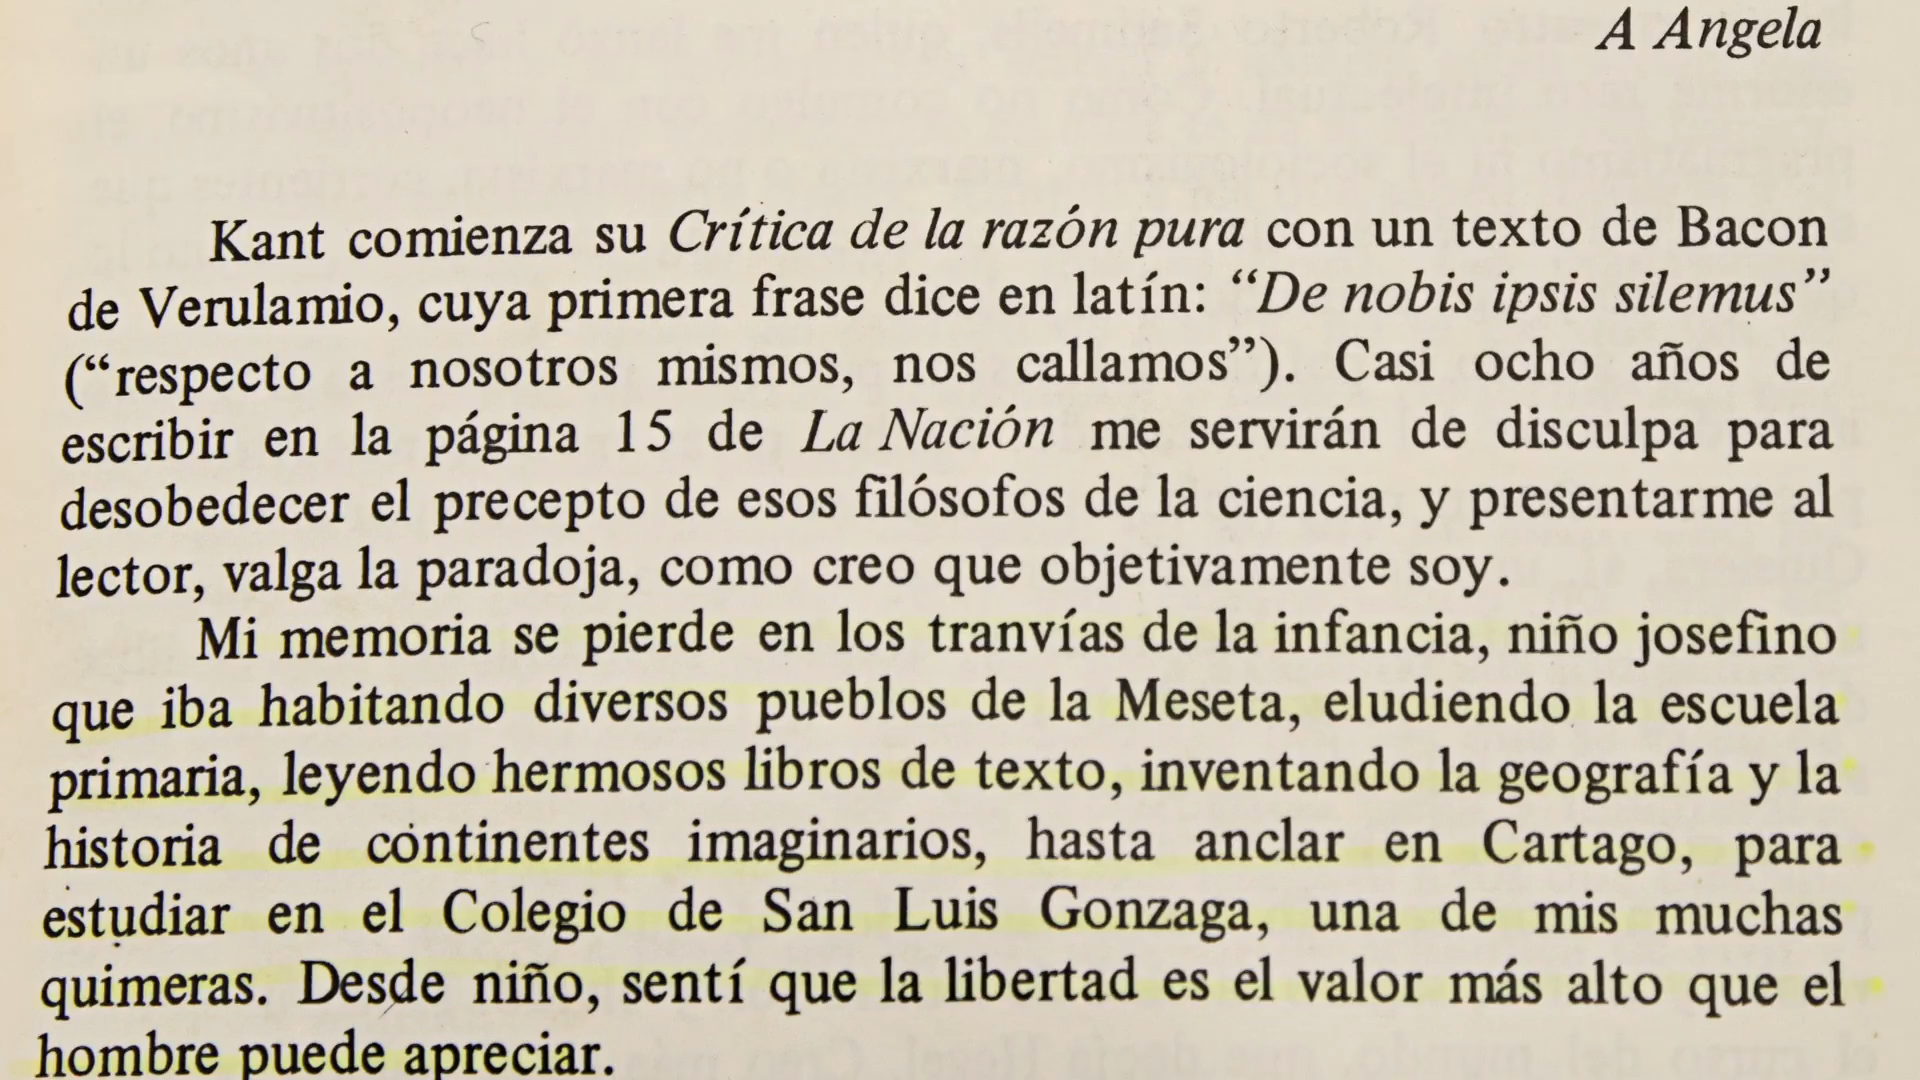 A Angela
Kant comienza su Crítica de la razón pura con un texto de Bacon
de Verulamio, cuya primera frase dice en latín: “De nobis ipsis silemus”
(“respecto a nosotros mismos, nos callamos”). Casi ocho años de
escribir en la página 15 de La Nación me servirán de disculpa para
desobedecer el precepto de esos filósofos de la ciencia, y presentarme al
lector, valga la paradoja, como creo que objetivamente soy.
Mi memoria se pierde en los tranvías de la infancia, niño josefino
que iba habitando diversos pueblos de la Meseta, eludiendo la escuela
primaria, leyendo hermosos libros de texto, inventando la geografía y la
historia de continentes imaginarios, hasta anclar en Cartago, para
estudiar en el Colegio de San Luis Gonzaga, una de mis muchas
quimeras. Desde niño, sentí que la libertad es el valor más alto que el
hombre puede apreciar.